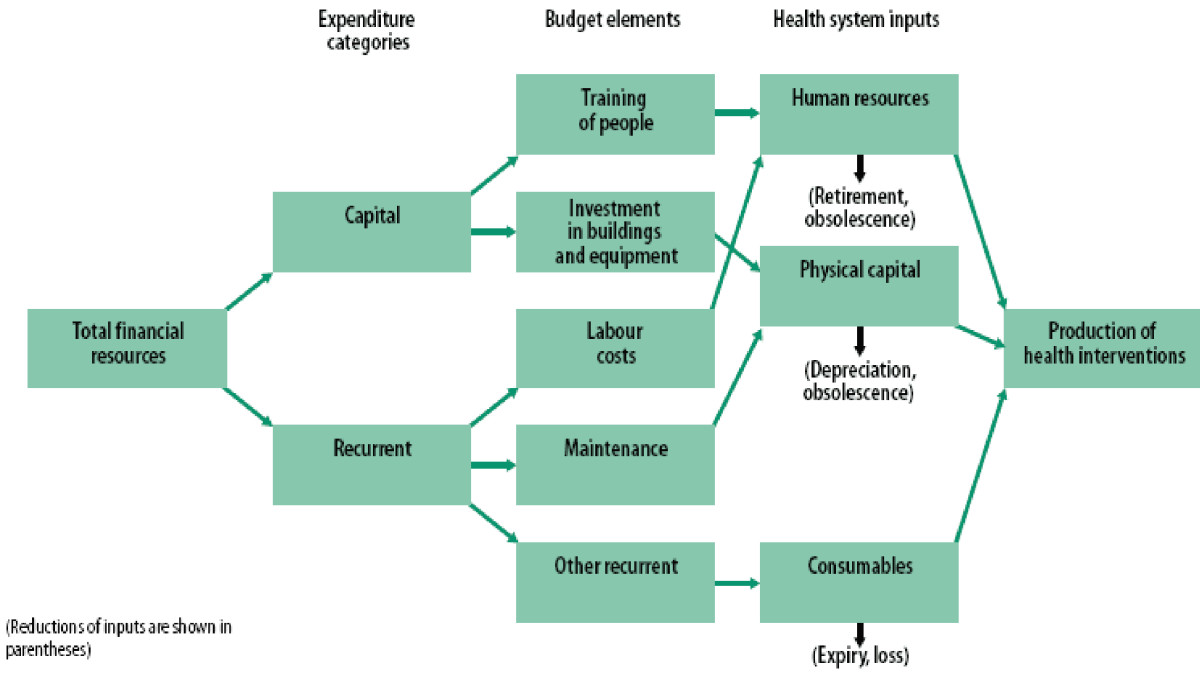 Expenditure
categories
Budget elements
Health system inputs
Training
of people
Human resources
(Retirement,
obsolescence)
Capital
Investment
in buildings
and equipment
Physical capital
(Depreciation,
obsolescence)
Total financial
resources
Labour
costs
Production of
health interventions
Recurrent
Maintenance
Other recurrent
Consumables
(Expiry, loss)
(Reductions of inputs are shown in
parentheses)